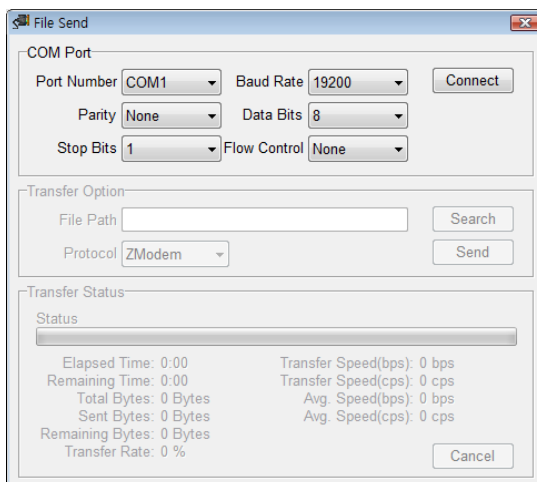 File Send
COM Port
Port Number COM1 Baud Rate 19200 Connect
Parity None Data Bits 8
Stop Bits 1 Flow Control None
Transfer Option
File Path Search
Protocol ZModem Send
Transfer Status
Status
Elapsed Time: 0:00 Transfer Speed(bps): 0 bps
Remaining Time: 0:00 Transfer Speed(cps): 0 cps
Total Bytes: 0 Bytes Avg. Speed(bps): 0 bps
Sent Bytes: 0 Bytes Avg. Speed(cps): 0 cps
Remaining Bytes: 0 Bytes
Transfer Rate: 0 % Cancel